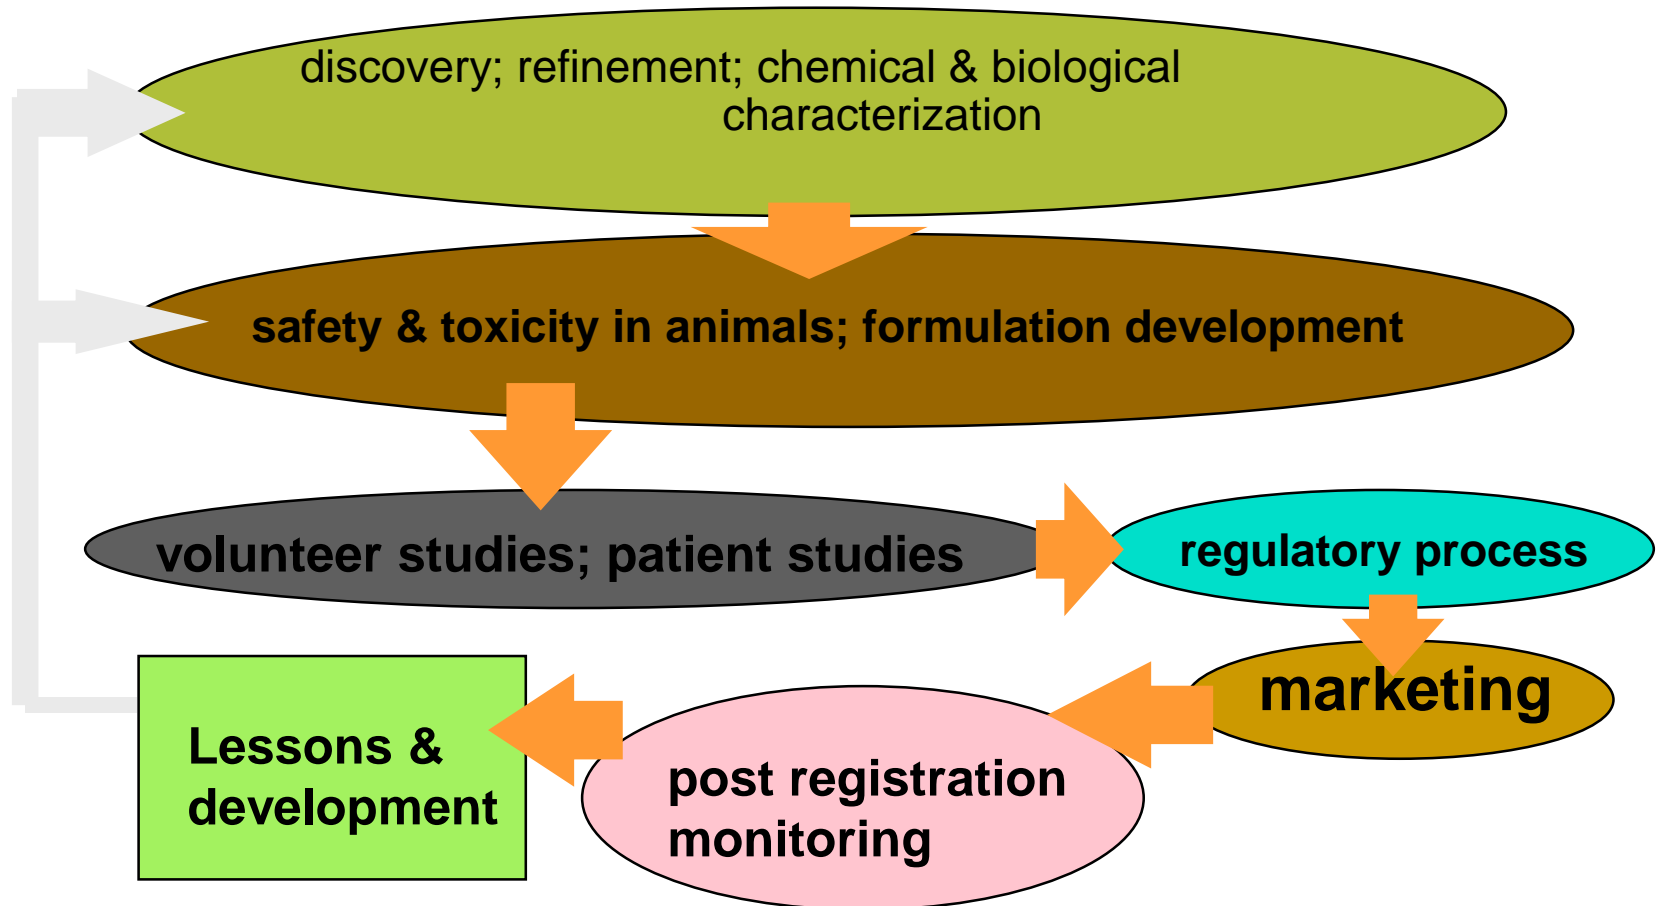 discovery; refinement; chemical & biological
characterization
safety & toxicity in animals; formulation development
volunteer studies; patient studies
regulatory process
marketing
post registration
monitoring
Lessons &
development